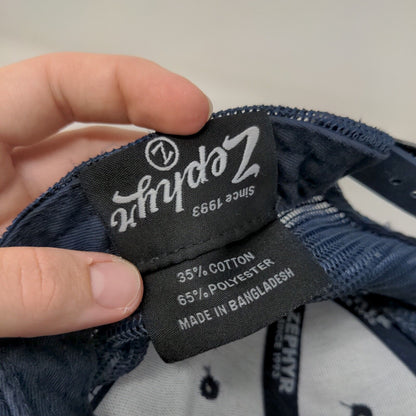 Z
Zephyr
Since 1993
35% COTTON
65% POLYESTER
MADE IN BANGLADESH
ZEPHYR
SINCE 1993